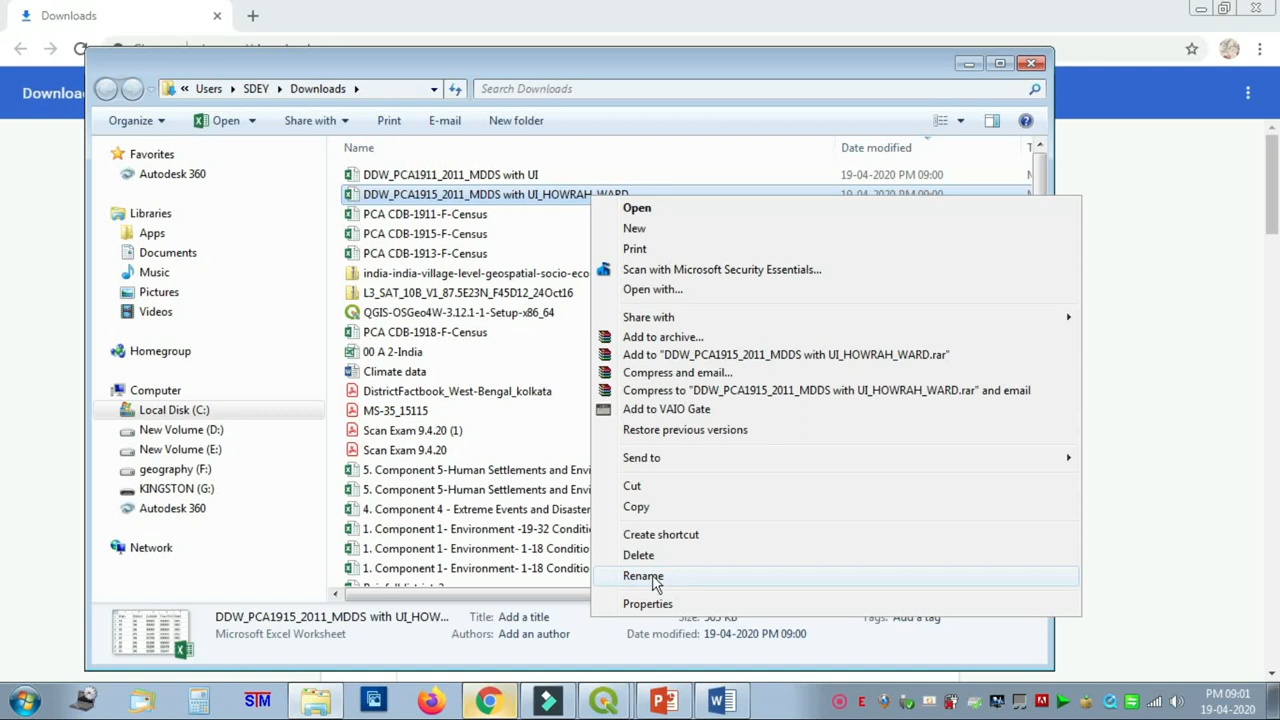 Downloads
Downloa
Users SDEY Downloads
Search Downloads
Organize Open Share with Print E-mail New folder
Name Date modified
Favorites
Autodesk 360
Libraries
Apps
Documents
Music
Pictures
Videos
Homegroup
Computer
Local Disk (C:)
New Volume (D:)
New Volume (E:)
geography (F:)
KINGSTON (G:)
Autodesk 360
Network
DDW_PCA1911_2011_MDDS with UI 19-04-2020 PM 09:00
DDW_PCA1915_2011_MDDS with UI_HOWRAH_WARD 19-04-2020 PM 09:00
PCA CDB-1911-F-Census
PCA CDB-1915-F-Census
PCA CDB-1913-F-Census
india-india-village-level-geospatial-socio-eco
L3_SAT_10B_V1_87.5E23N_F45D12_24Oct16
QGIS-OSGeo4W-3.12.1-1-Setup-x86_64
PCA CDB-1918-F-Census
00 A 2-India
Climate data
DistrictFactbook_West-Bengal_kolkata
MS-35_15115
Scan Exam 9.4.20 (1)
Scan Exam 9.4.20
5. Component 5-Human Settlements and Envi
5. Component 5-Human Settlements and Envi
4. Component 4 - Extreme Events and Disaster
1. Component 1- Environment -19-32 Conditio
1. Component 1- Environment- 1-18 Conditio
1. Component 1- Environment- 1-18 Conditio
Open
New
Print
Scan with Microsoft Security Essentials...
Open with...
Share with
Add to archive...
Add to "DDW_PCA1915_2011_MDDS with UI_HOWRAH_WARD.rar"
Compress and email...
Compress to "DDW_PCA1915_2011_MDDS with UI_HOWRAH_WARD.rar" and email
Add to VAIO Gate
Restore previous versions
Send to
Cut
Copy
Create shortcut
Delete
Rename
Properties
DDW_PCA1915_2011_MDDS with UI_HOW... Title: Add a title Tags: Add a tag
Microsoft Excel Worksheet Authors: Add an author Date modified: 19-04-2020 PM 09:00
STM
PM 09:01
19-04-2020